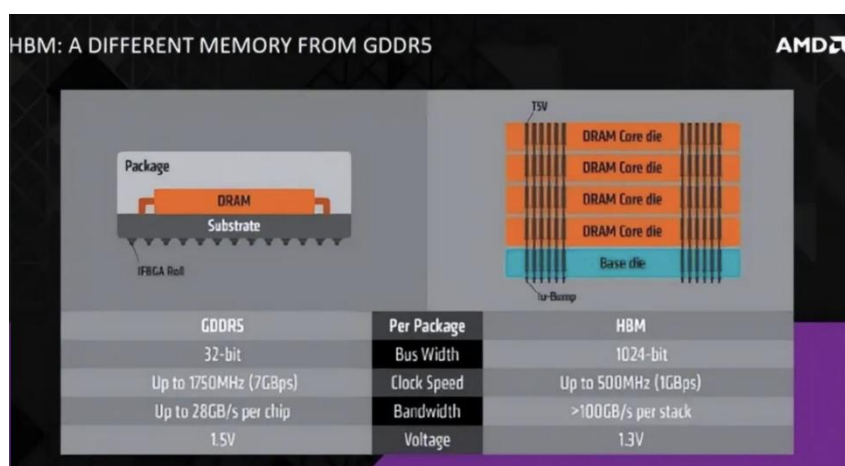 HBM: A DIFFERENT MEMORY FROM GDDR5
AMD
Package
DRAM
Substrate
IFBGA Roll
TSV
DRAM Core die
DRAM Core die
DRAM Core die
DRAM Core die
Base die
u-Bump
GDDR5 Per Package HBM
32-bit Bus Width 1024-bit
Up to 1750MHz (7GBps) Clock Speed Up to 500MHz (1GBps)
Up to 28GB/s per chip Bandwidth >100GB/s per stack
1.5V Voltage 1.3V